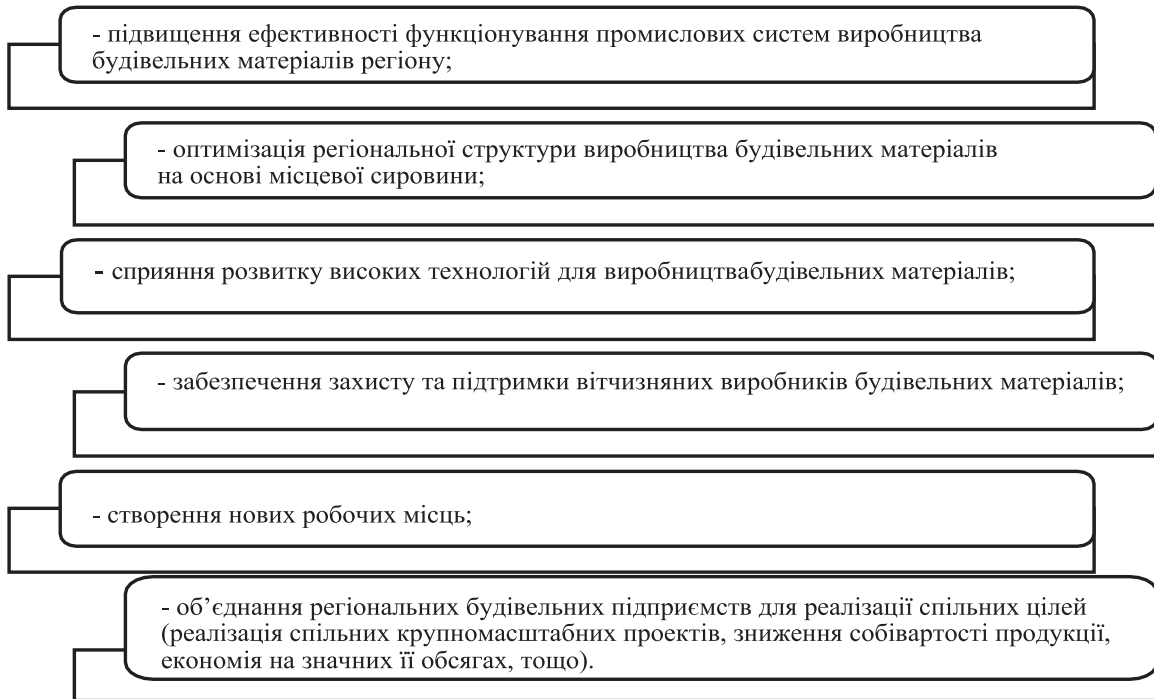 - підвищення ефективності функціонування промислових систем виробництва
будівельних матеріалів регіону;
- оптимізація регіональної структури виробництва будівельних матеріалів
на основі місцевої сировини;
- сприяння розвитку високих технологій для виробництвабудівельних матеріалів;
- забезпечення захисту та підтримки вітчизняних виробників будівельних матеріалів;
- створення нових робочих місць;
- об’єднання регіональних будівельних підприємств для реалізації спільних цілей
(реалізація спільних крупномасштабних проектів, зниження собівартості продукції,
економія на значних її обсягах, тощо).